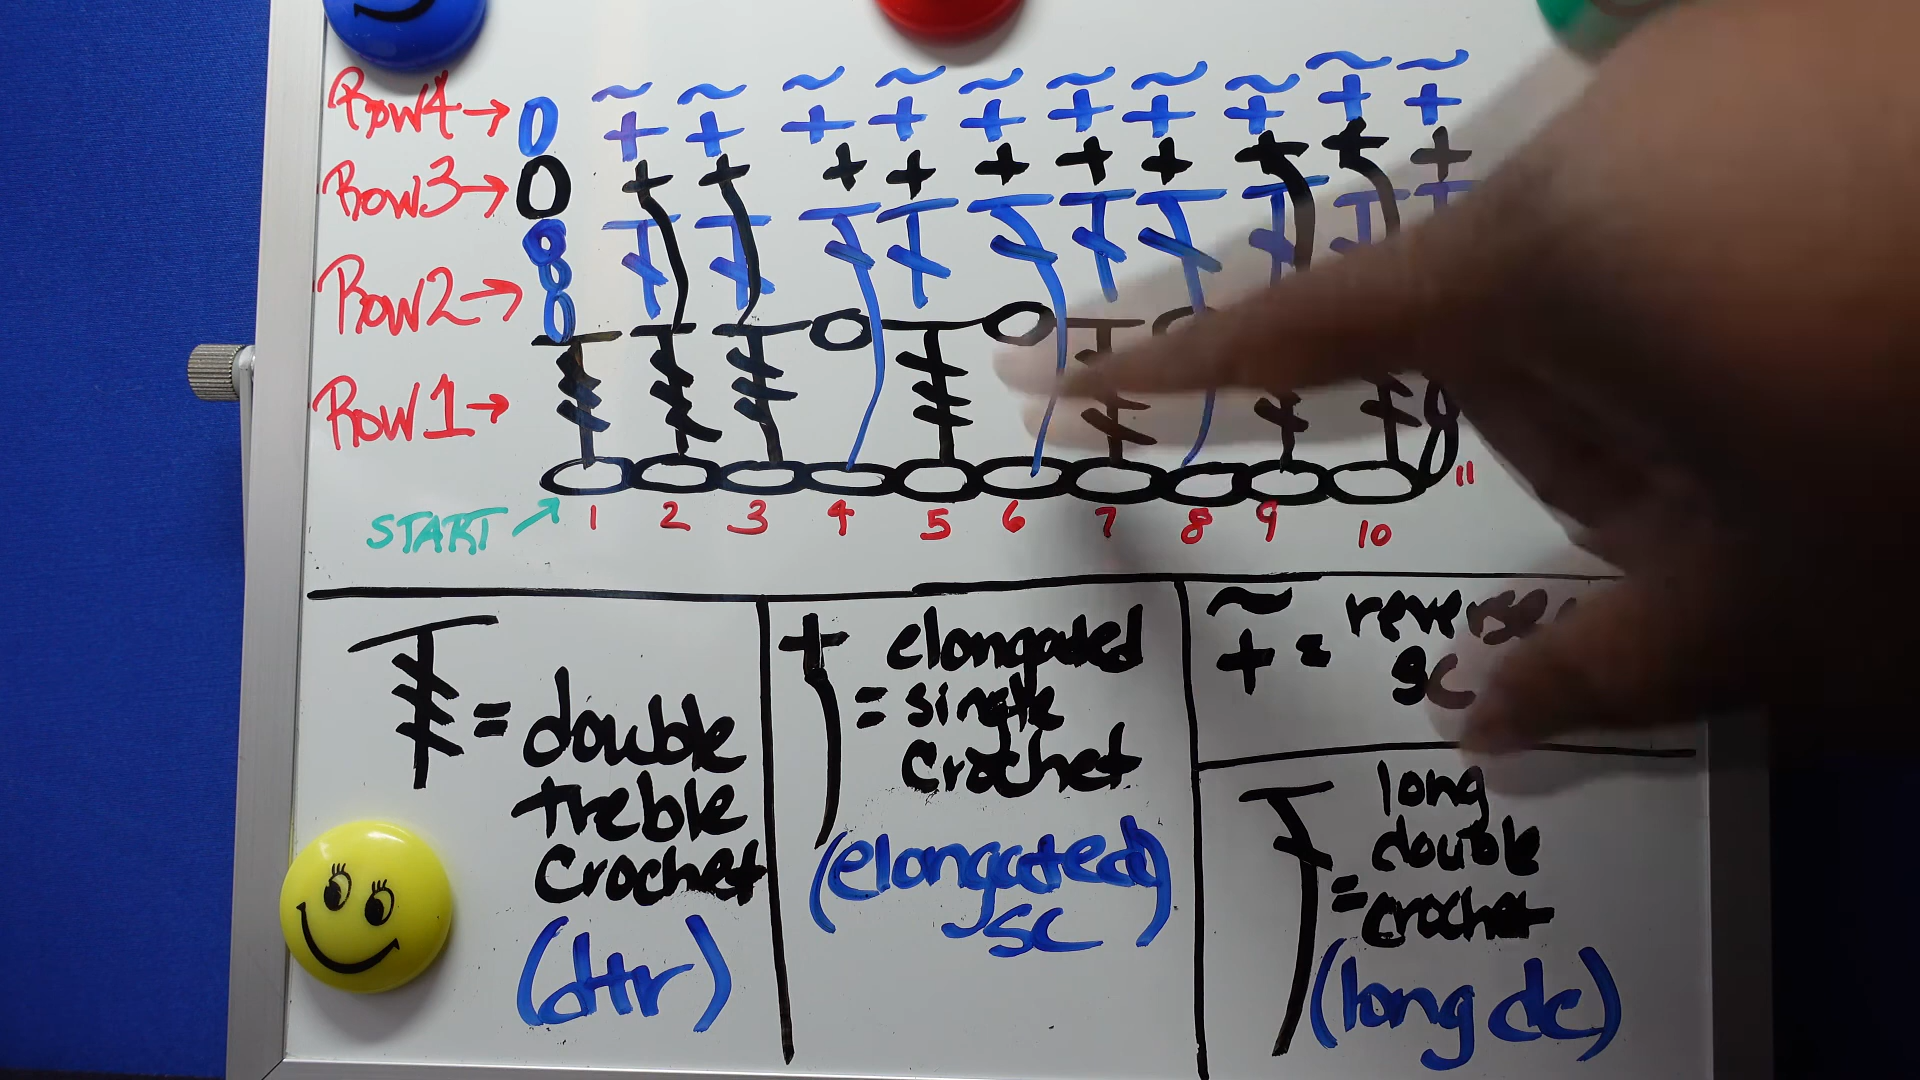 Row4→
Row3→
Row2→
Row1→
START 1 2 3 4 5 6 7 8 9 10 11
= double
treble
crochet
(dtr)
elongated
= single
crochet
(elongated)
sc
= reverse
sc
long
double
= crochet
(long dc)